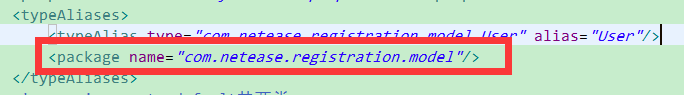 <typeAliases>
<typeAlias type="com.netease.registration.model.User" alias="User"/>
<package name="com.netease.registration.model"/>
</typeAliases>